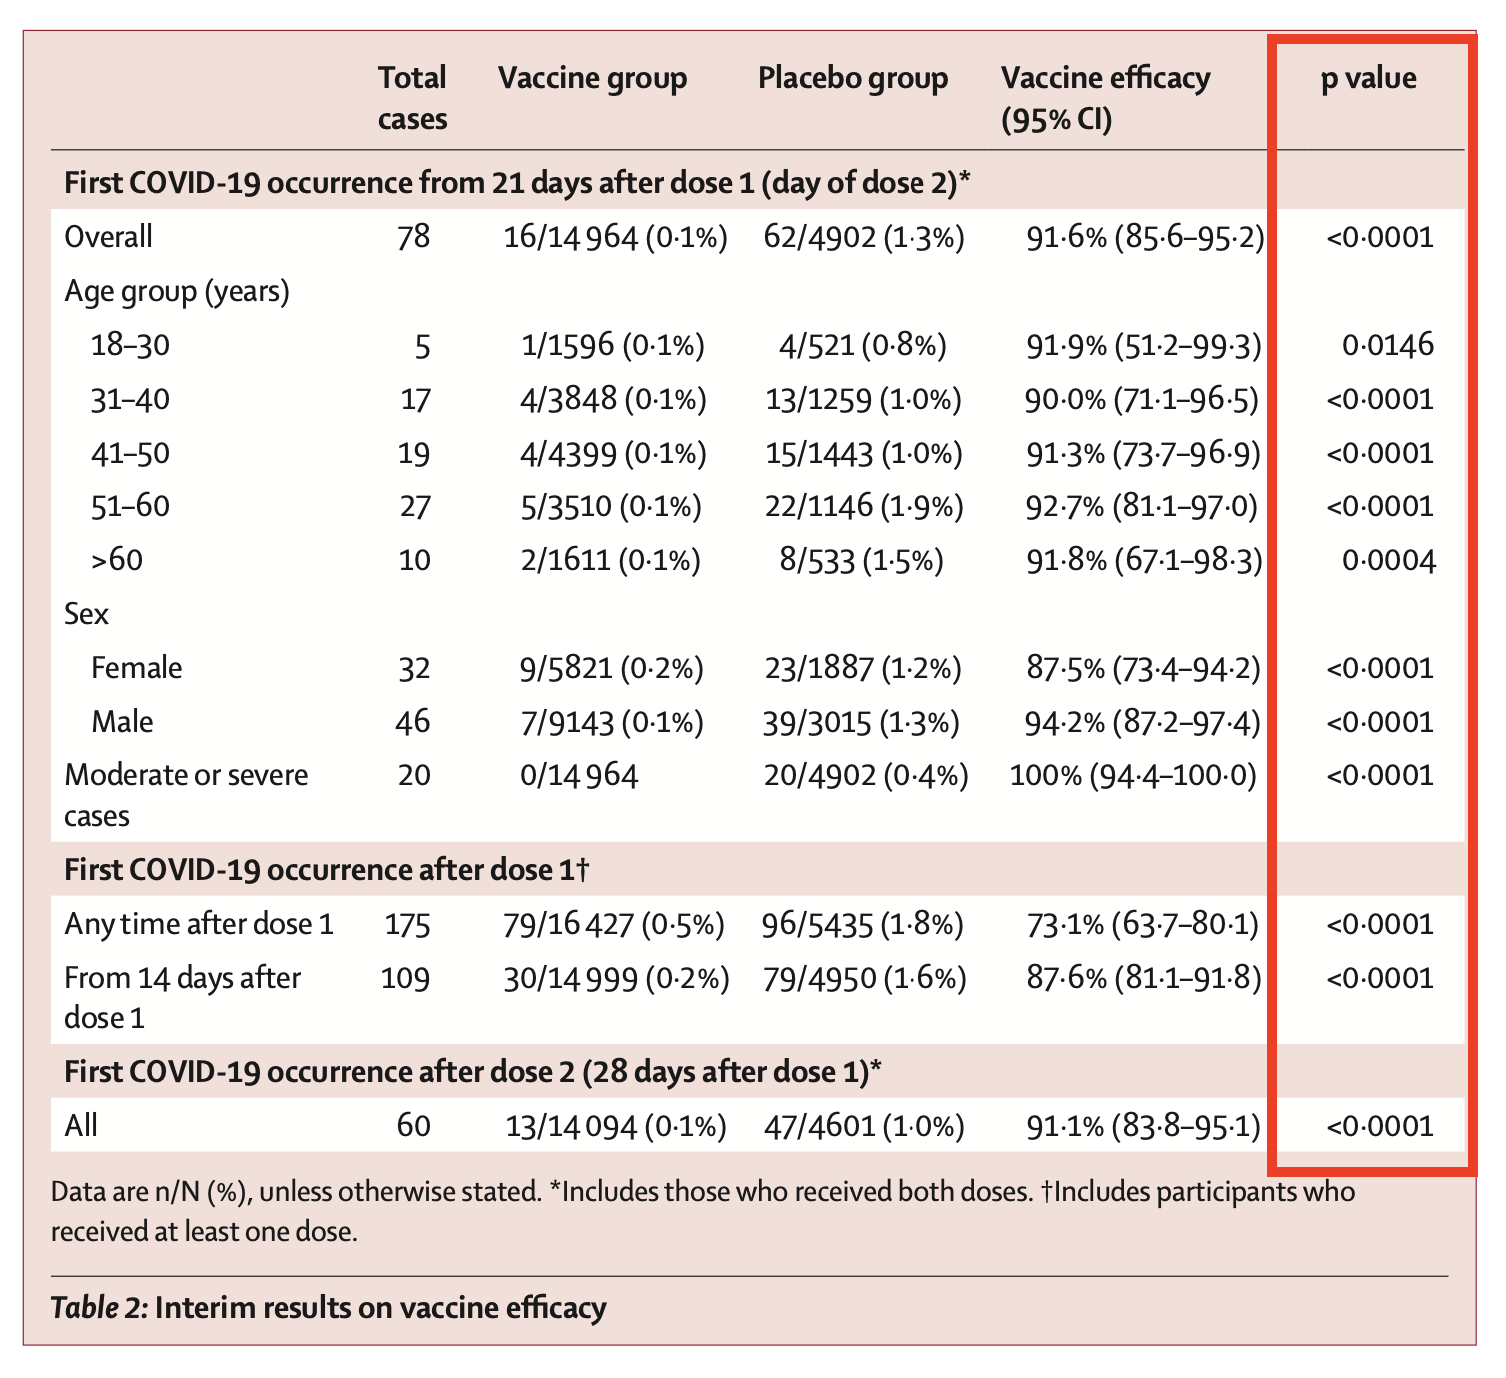 Total cases Vaccine group Placebo group Vaccine efficacy (95% CI) p value
First COVID-19 occurrence from 21 days after dose 1 (day of dose 2)*
Overall 78 16/14 964 (0·1%) 62/4902 (1·3%) 91·6% (85·6–95·2) <0·0001
Age group (years)
18–30 5 1/1596 (0·1%) 4/521 (0·8%) 91·9% (51·2–99·3) 0·0146
31–40 17 4/3848 (0·1%) 13/1259 (1·0%) 90·0% (71·1–96·5) <0·0001
41–50 19 4/4399 (0·1%) 15/1443 (1·0%) 91·3% (73·7–96·9) <0·0001
51–60 27 5/3510 (0·1%) 22/1146 (1·9%) 92·7% (81·1–97·0) <0·0001
>60 10 2/1611 (0·1%) 8/533 (1·5%) 91·8% (67·1–98·3) 0·0004
Sex
Female 32 9/5821 (0·2%) 23/1887 (1·2%) 87·5% (73·4–94·2) <0·0001
Male 46 7/9143 (0·1%) 39/3015 (1·3%) 94·2% (87·2–97·4) <0·0001
Moderate or severe cases 20 0/14 964 20/4902 (0·4%) 100% (94·4–100·0) <0·0001
First COVID-19 occurrence after dose 1†
Any time after dose 1 175 79/16 427 (0·5%) 96/5435 (1·8%) 73·1% (63·7–80·1) <0·0001
From 14 days after dose 1 109 30/14 999 (0·2%) 79/4950 (1·6%) 87·6% (81·1–91·8) <0·0001
First COVID-19 occurrence after dose 2 (28 days after dose 1)*
All 60 13/14 094 (0·1%) 47/4601 (1·0%) 91·1% (83·8–95·1) <0·0001
Data are n/N (%), unless otherwise stated. *Includes those who received both doses. †Includes participants who
received at least one dose.
Table 2: Interim results on vaccine efficacy